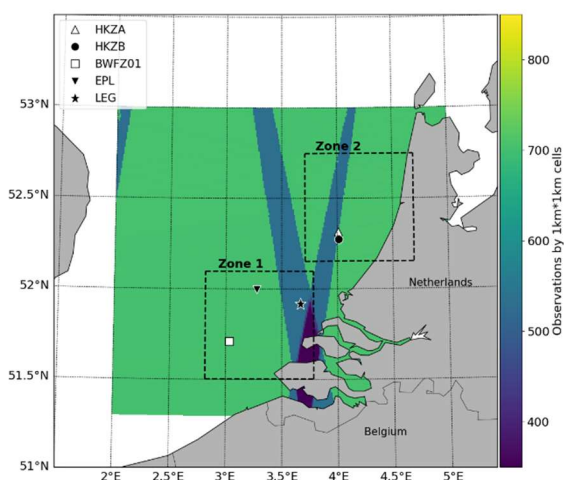 HKZA
HKZB
BWFZ01
EPL
LEG
53°N
52.5°N
52°N
51.5°N
51°N
2°E
2.5°E
3°E
3.5°E
4°E
4.5°E
5°E
Zone 2
Zone 1
Netherlands
Belgium
800
700
600
500
400
Observations by 1km*1km cells